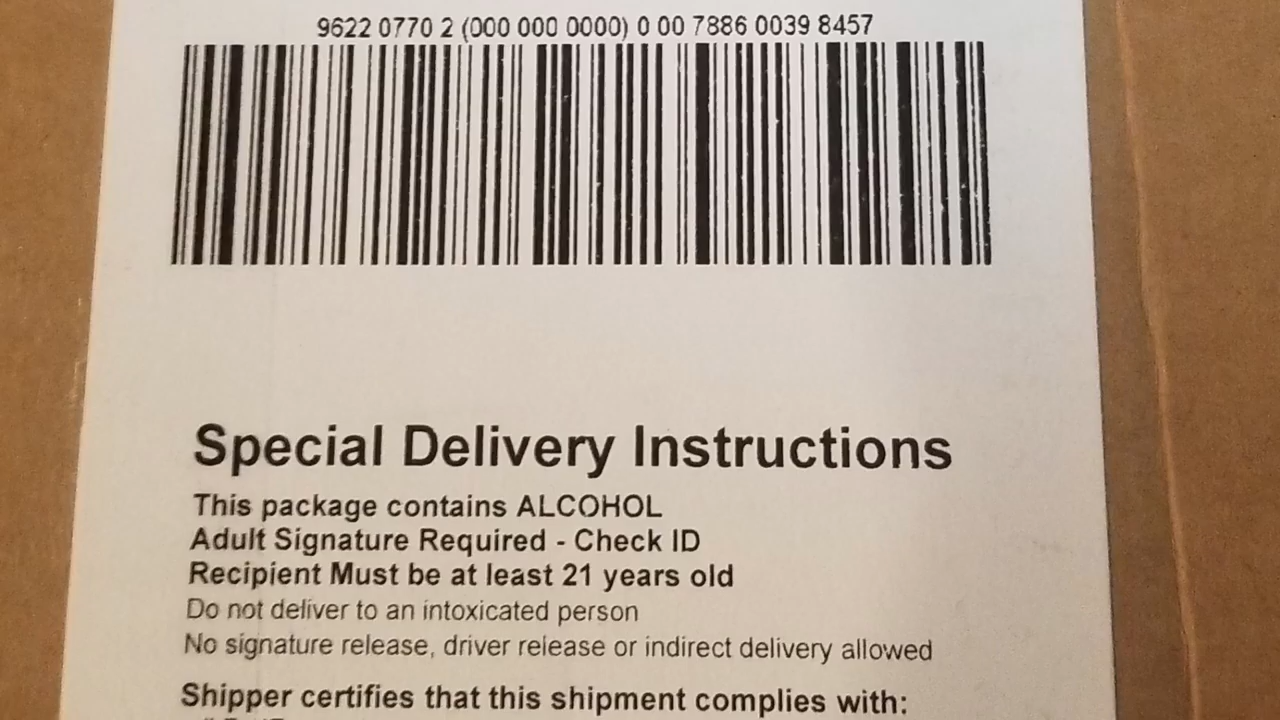 9622 0770 2 (000 000 0000) 0 00 7886 0039 8457
Special Delivery Instructions
This package contains ALCOHOL
Adult Signature Required - Check ID
Recipient Must be at least 21 years old
Do not deliver to an intoxicated person
No signature release, driver release or indirect delivery allowed
Shipper certifies that this shipment complies with: